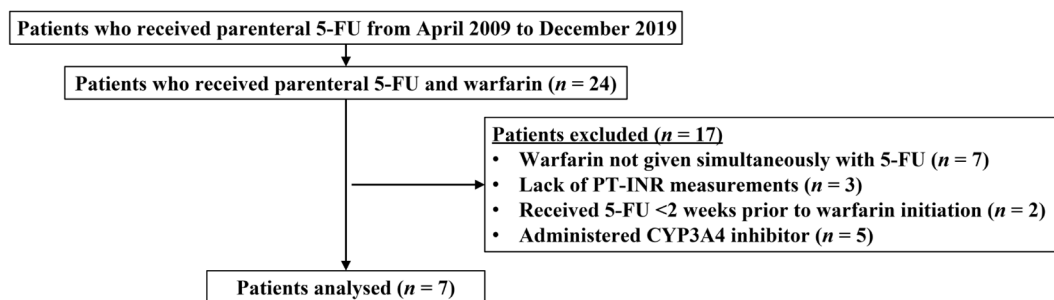 Patients who received parenteral 5-FU from April 2009 to December 2019
Patients who received parenteral 5-FU and warfarin (n = 24)
Patients excluded (n = 17)
• Warfarin not given simultaneously with 5-FU (n = 7)
• Lack of PT-INR measurements (n = 3)
• Received 5-FU <2 weeks prior to warfarin initiation (n = 2)
• Administered CYP3A4 inhibitor (n = 5)
Patients analysed (n = 7)